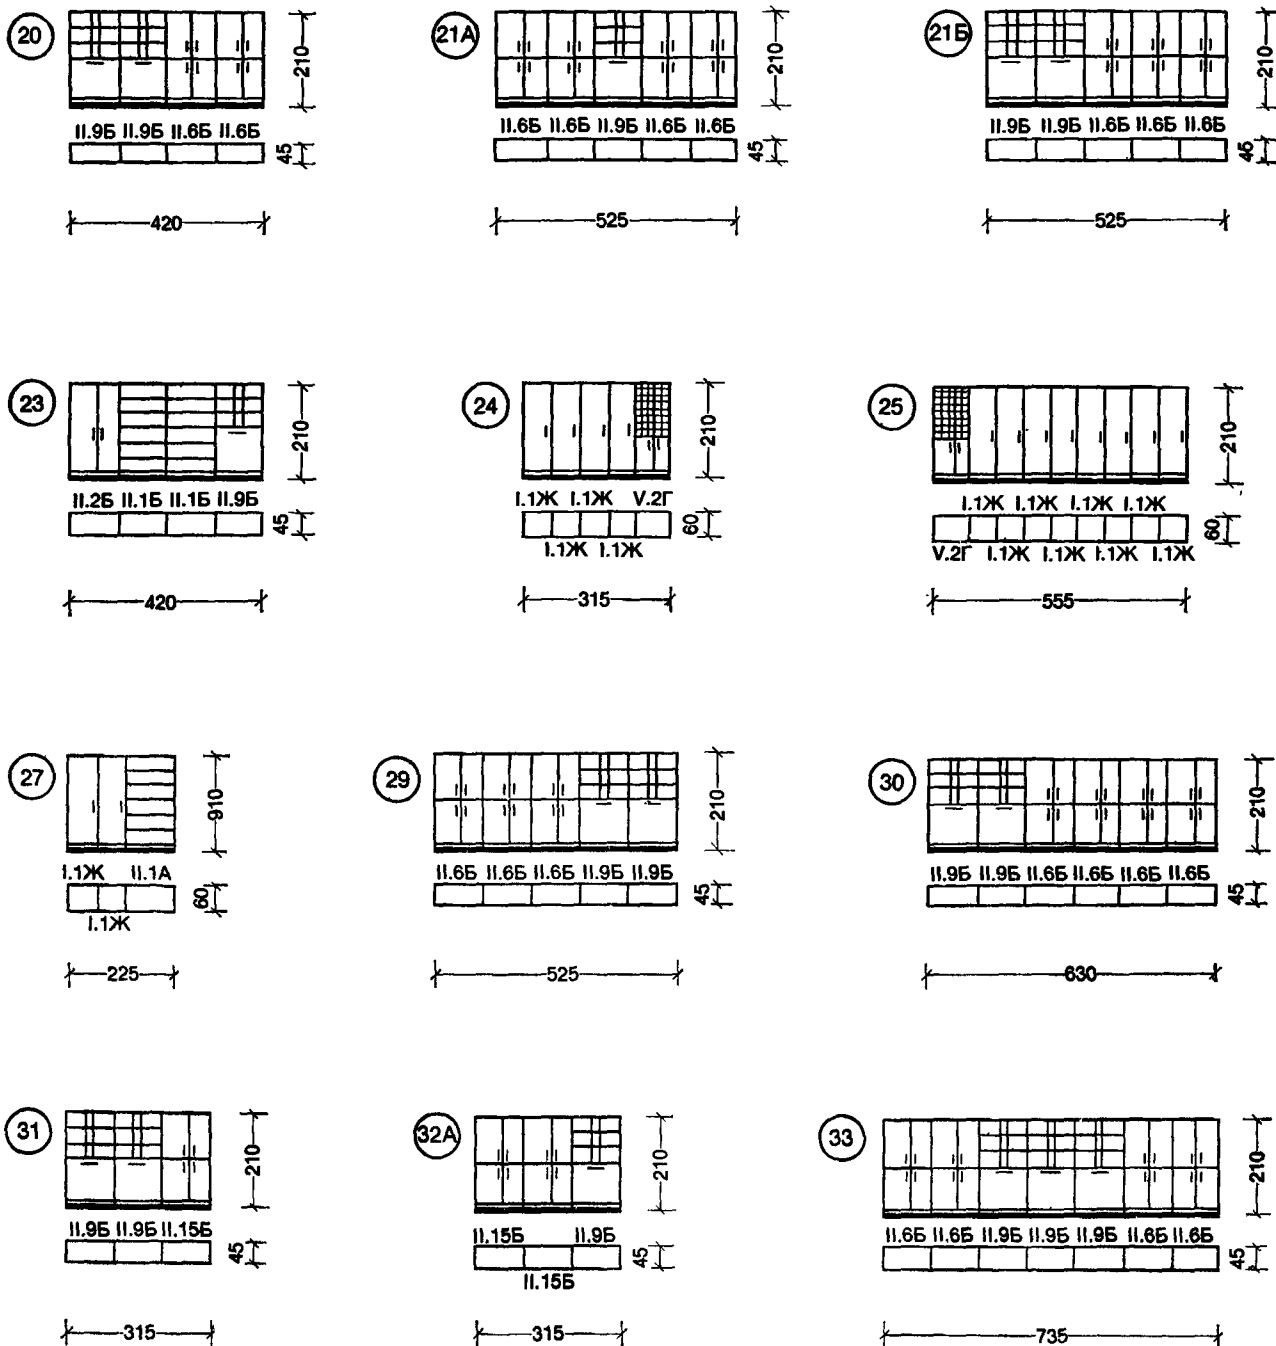 20
210
II.9Б II.9Б II.6Б II.6Б
45
420
21А
210
II.6Б II.6Б II.9Б II.6Б II.6Б
45
525
21Б
210
II.9Б II.9Б II.6Б II.6Б II.6Б
45
525
23
210
II.2Б II.1Б II.1Б II.9Б
45
420
24
210
I.1Ж I.1Ж V.2Г
60
I.1Ж I.1Ж
315
25
210
I.1Ж I.1Ж I.1Ж I.1Ж
60
V.2Г I.1Ж I.1Ж I.1Ж I.1Ж
555
27
910
I.1Ж II.1А
60
I.1Ж
225
29
210
II.6Б II.6Б II.6Б II.9Б II.9Б
45
525
30
210
II.9Б II.9Б II.6Б II.6Б II.6Б II.6Б
45
630
31
210
II.9Б II.9Б II.15Б
45
315
32А
210
II.15Б II.9Б
45
II.15Б
315
33
210
II.6Б II.6Б II.9Б II.9Б II.9Б II.6Б II.6Б
45
735